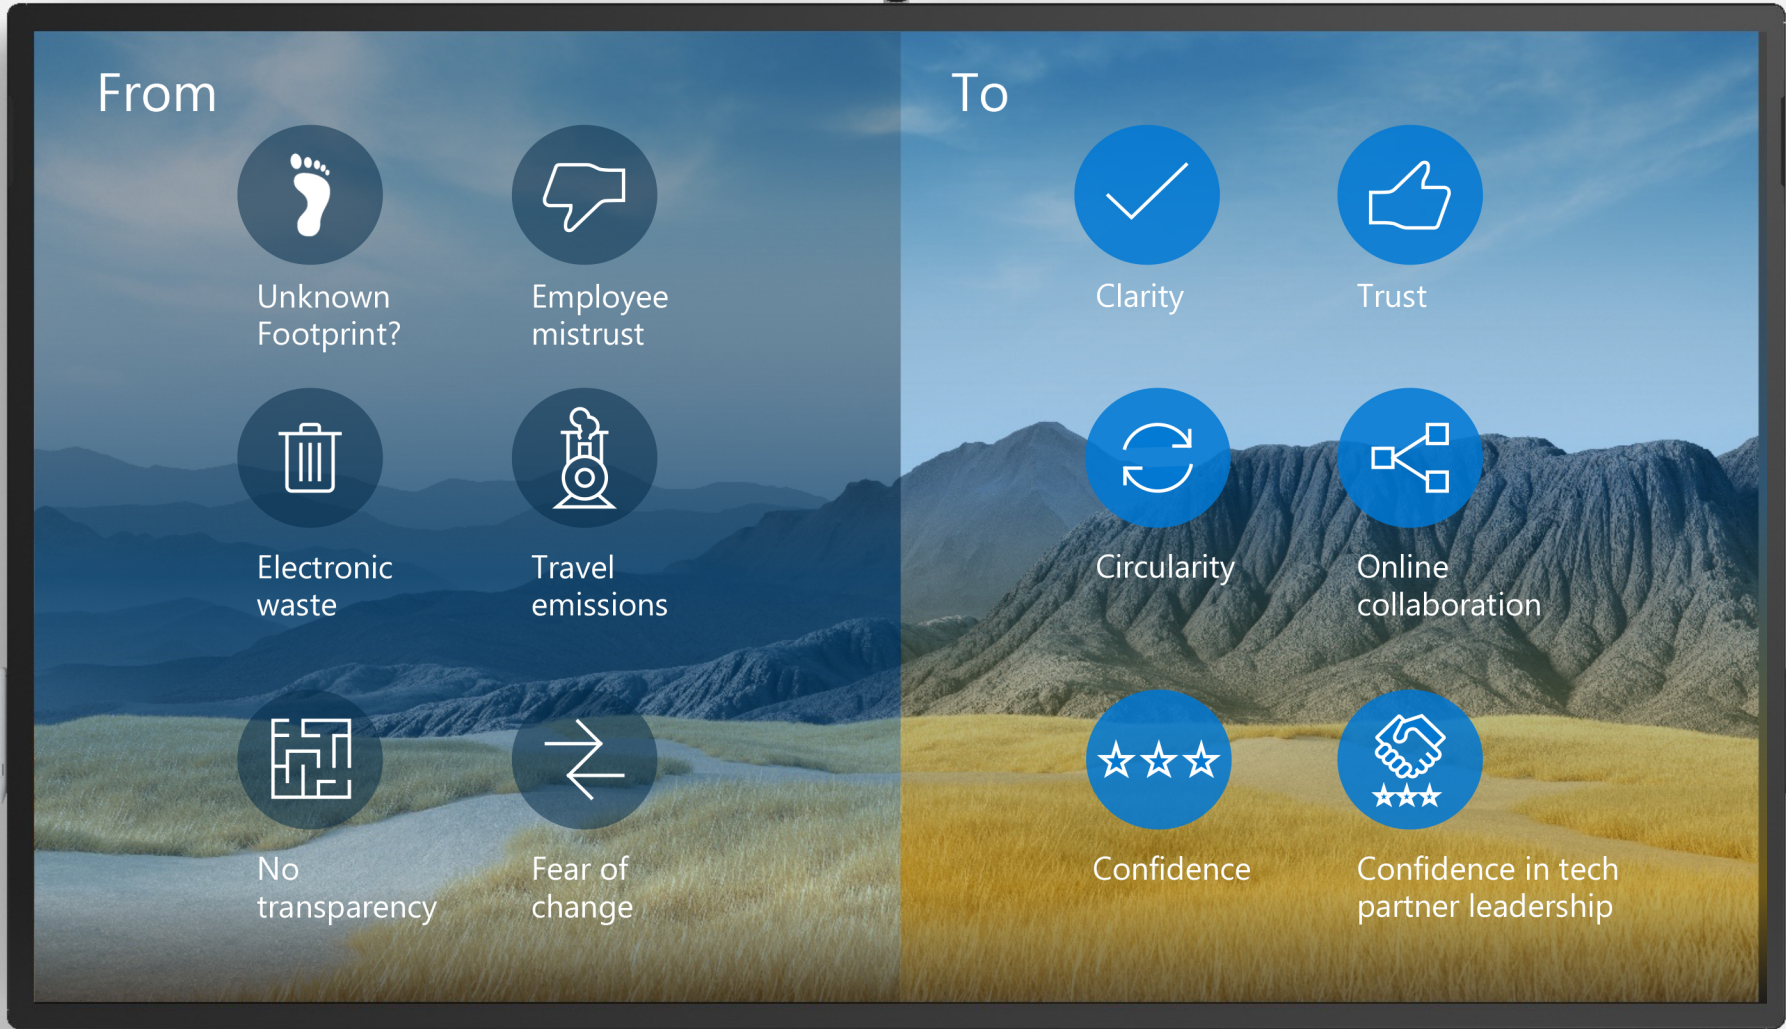 From
To
Unknown
Footprint?
Employee
mistrust
Clarity
Trust
Electronic
waste
Travel
emissions
Circularity
Online
collaboration
No
transparency
Fear of
change
Confidence
Confidence in tech
partner leadership